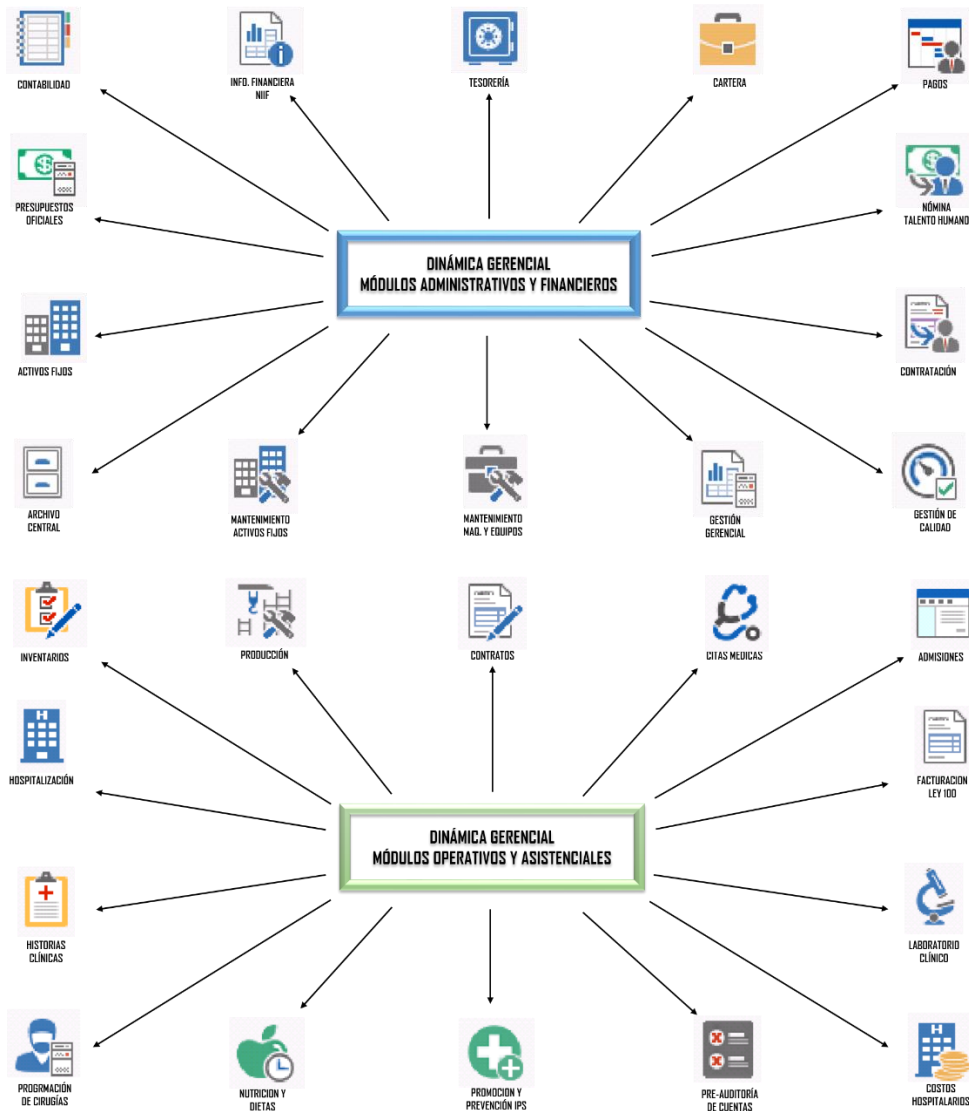 CONTABILIDAD
INFO. FINANCIERA
NIIF
TESORERÍA
CARTERA
PAGOS
PRESUPUESTOS
OFICIALES
NÓMINA
TALENTO HUMANO
DINÁMICA GERENCIAL
MÓDULOS ADMINISTRATIVOS Y FINANCIEROS
ACTIVOS FIJOS
CONTRATACIÓN
ARCHIVO
CENTRAL
MANTENIMIENTO
ACTIVOS FIJOS
MANTENIMIENTO
MAQ. Y EQUIPOS
GESTIÓN
GERENCIAL
GESTIÓN DE
CALIDAD
INVENTARIOS
PRODUCCIÓN
CONTRATOS
CITAS MEDICAS
ADMISIONES
HOSPITALIZACIÓN
FACTURACION
LEY 100
DINÁMICA GERENCIAL
MÓDULOS OPERATIVOS Y ASISTENCIALES
HISTORIAS
CLÍNICAS
LABORATORIO
CLÍNICO
PROGRMACIÓN
DE CIRUGÍAS
NUTRICION Y
DIETAS
PROMOCION Y
PREVENCIÓN IPS
PRE-AUDITORÍA
DE CUENTAS
COSTOS
HOSPITALARIOS